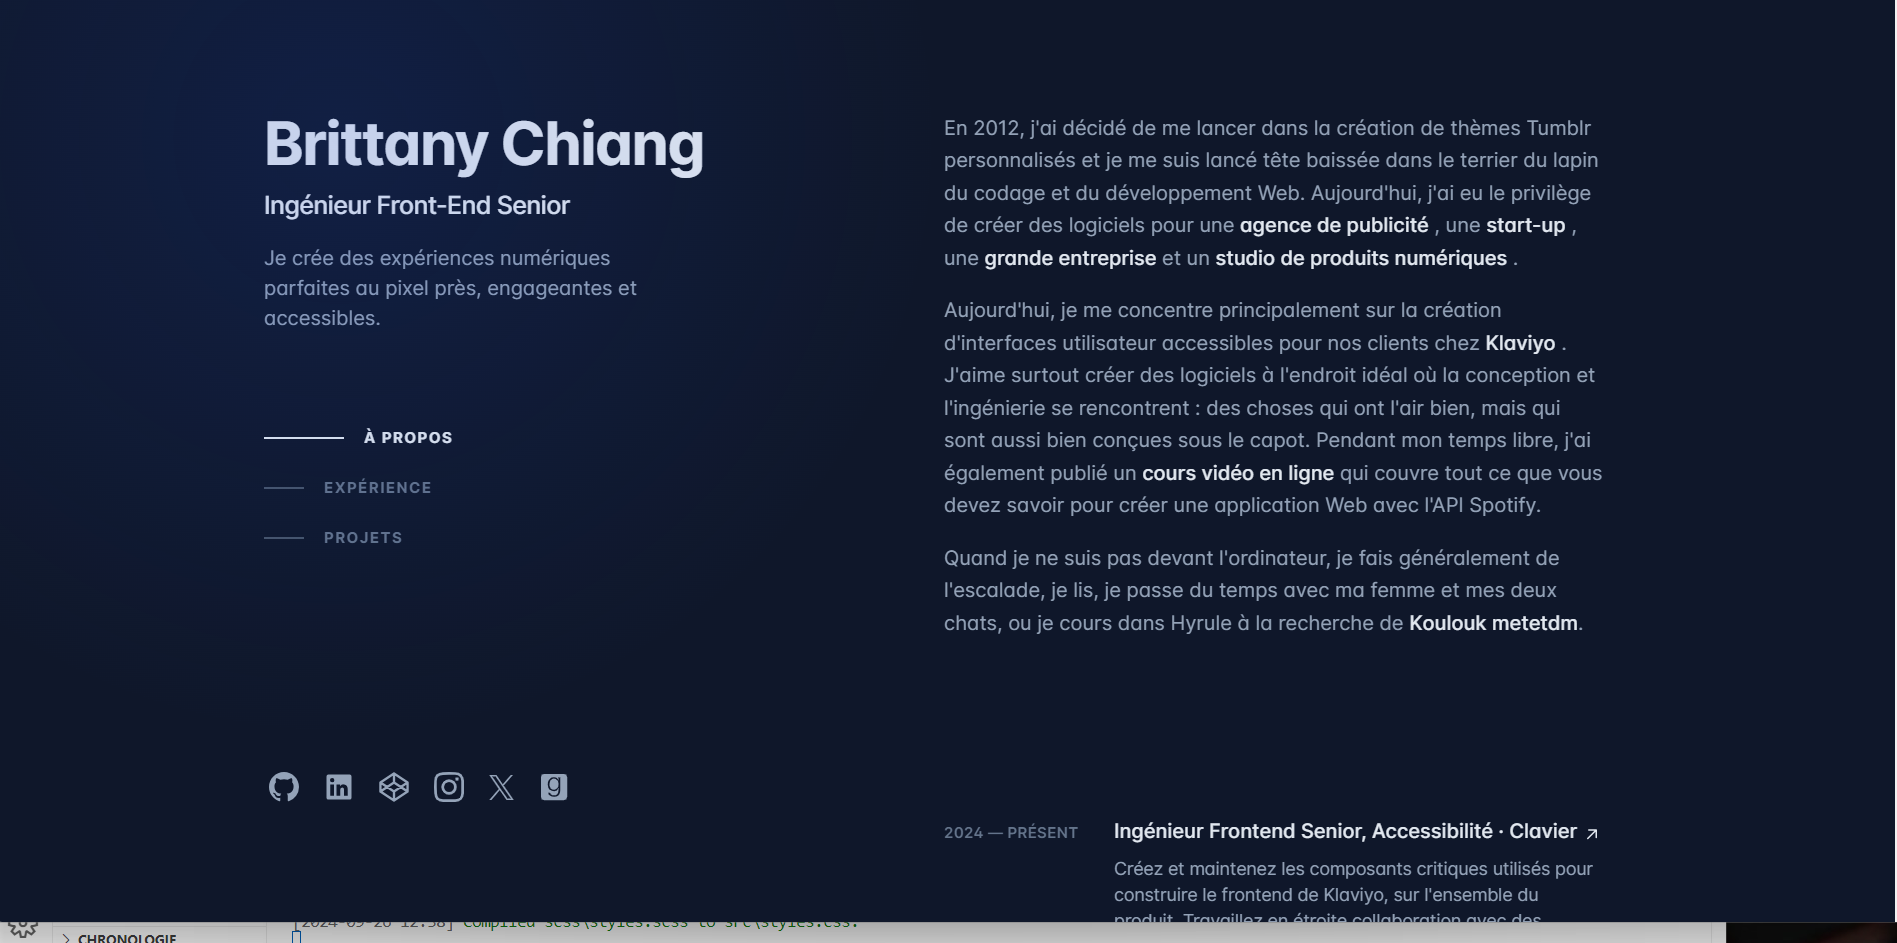 Brittany Chiang
Ingénieur Front-End Senior
Je crée des expériences numériques
parfaites au pixel près, engageantes et
accessibles.
À PROPOS
EXPÉRIENCE
PROJETS
En 2012, j'ai décidé de me lancer dans la création de thèmes Tumblr
personnalisés et je me suis lancé tête baissée dans le terrier du lapin
du codage et du développement Web. Aujourd'hui, j'ai eu le privilège
de créer des logiciels pour une agence de publicité , une start-up ,
une grande entreprise et un studio de produits numériques .
Aujourd'hui, je me concentre principalement sur la création
d'interfaces utilisateur accessibles pour nos clients chez Klaviyo .
J'aime surtout créer des logiciels à l'endroit idéal où la conception et
l'ingénierie se rencontrent : des choses qui ont l'air bien, mais qui
sont aussi bien conçues sous le capot. Pendant mon temps libre, j'ai
également publié un cours vidéo en ligne qui couvre tout ce que vous
devez savoir pour créer une application Web avec l'API Spotify.
Quand je ne suis pas devant l'ordinateur, je fais généralement de
l'escalade, je lis, je passe du temps avec ma femme et mes deux
chats, ou je cours dans Hyrule à la recherche de Koulouk metetdm.
2024 — PRÉSENT
Ingénieur Frontend Senior, Accessibilité · Clavier
Créez et maintenez les composants critiques utilisés pour
construire le frontend de Klaviyo, sur l'ensemble du
produit. Travaillez en étroite collaboration avec des
CHRONOLOGIE
Compiled scss\styles.scss to src\styles.css.